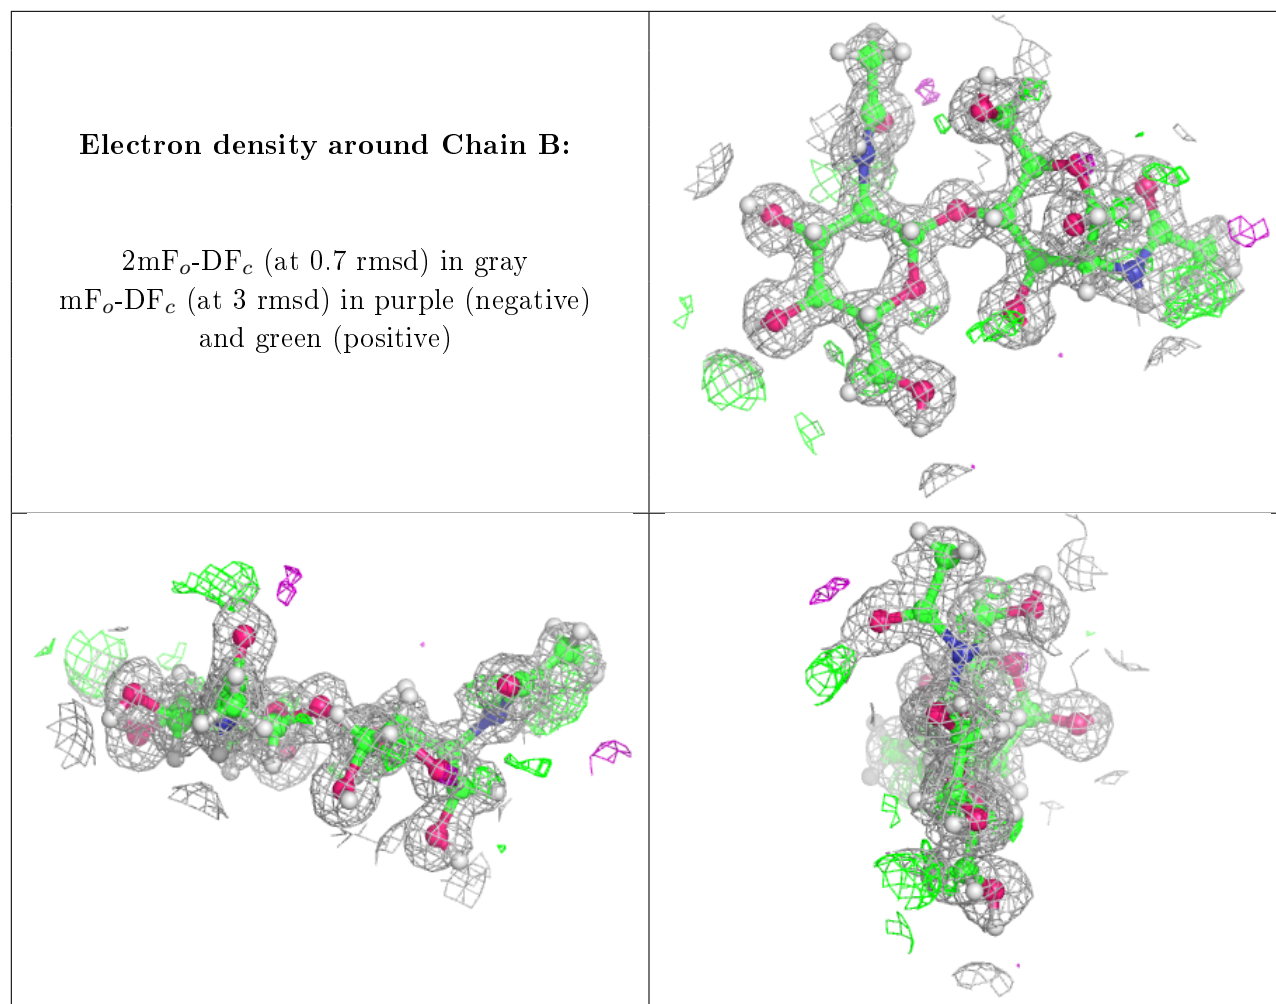 Electron density around Chain B:
2mFo-DFc (at 0.7 rmsd) in gray
mFo-DFc (at 3 rmsd) in purple (negative)
and green (positive)